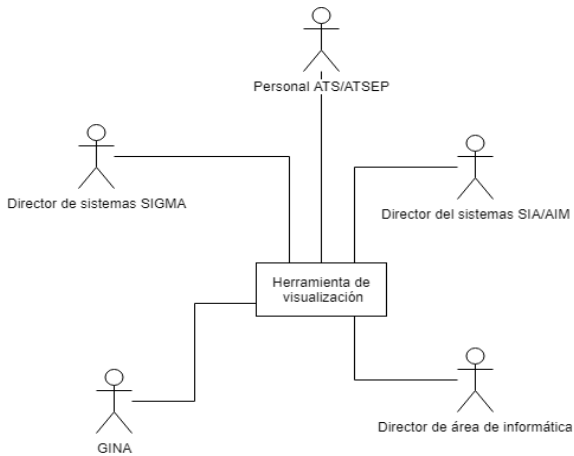 Personal ATS/ATSEP
Director de sistemas SIGMA
Director del sistemas SIA/AIM
Herramienta de
visualización
GINA
Director de área de informática